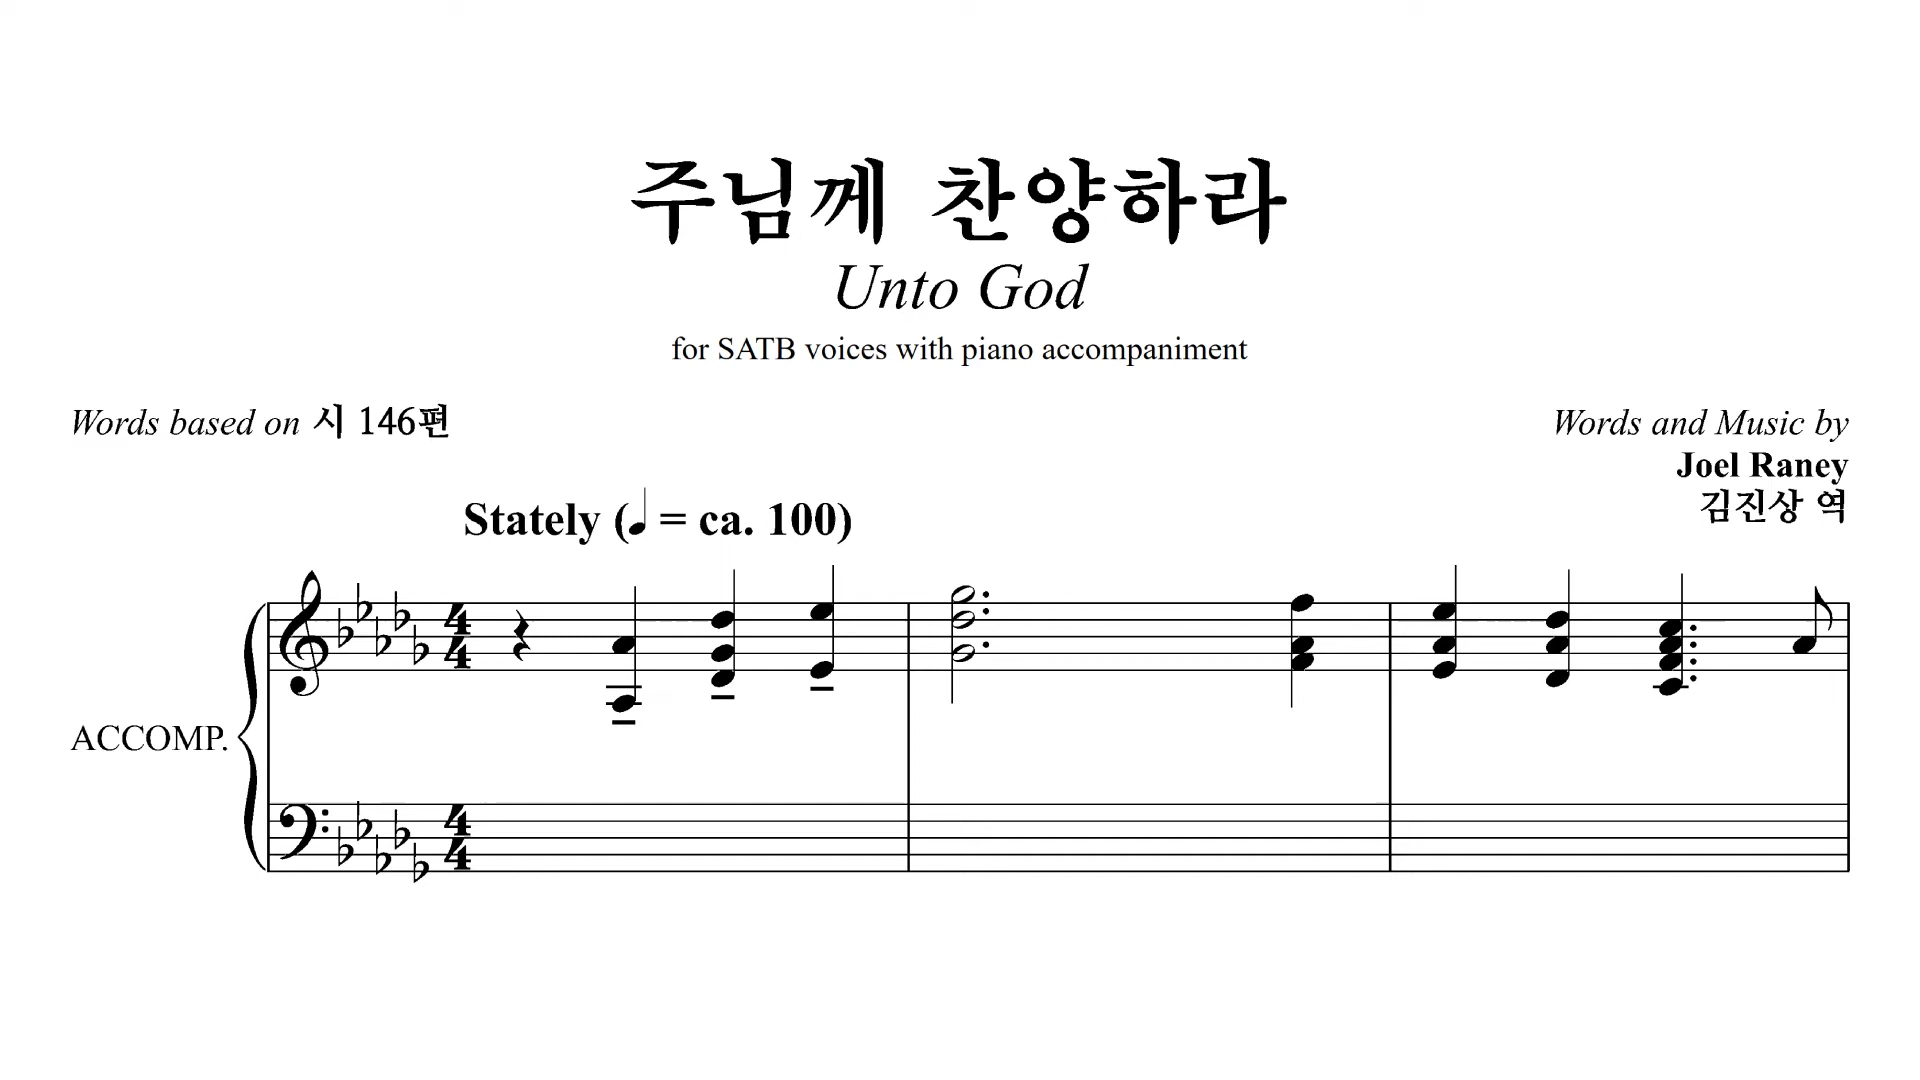 주님께 찬양하라
Unto God
for SATB voices with piano accompaniment
Words based on 시 146편
Words and Music by
Joel Raney
김진상 역
Stately (♩ = ca. 100)
ACCOMP.